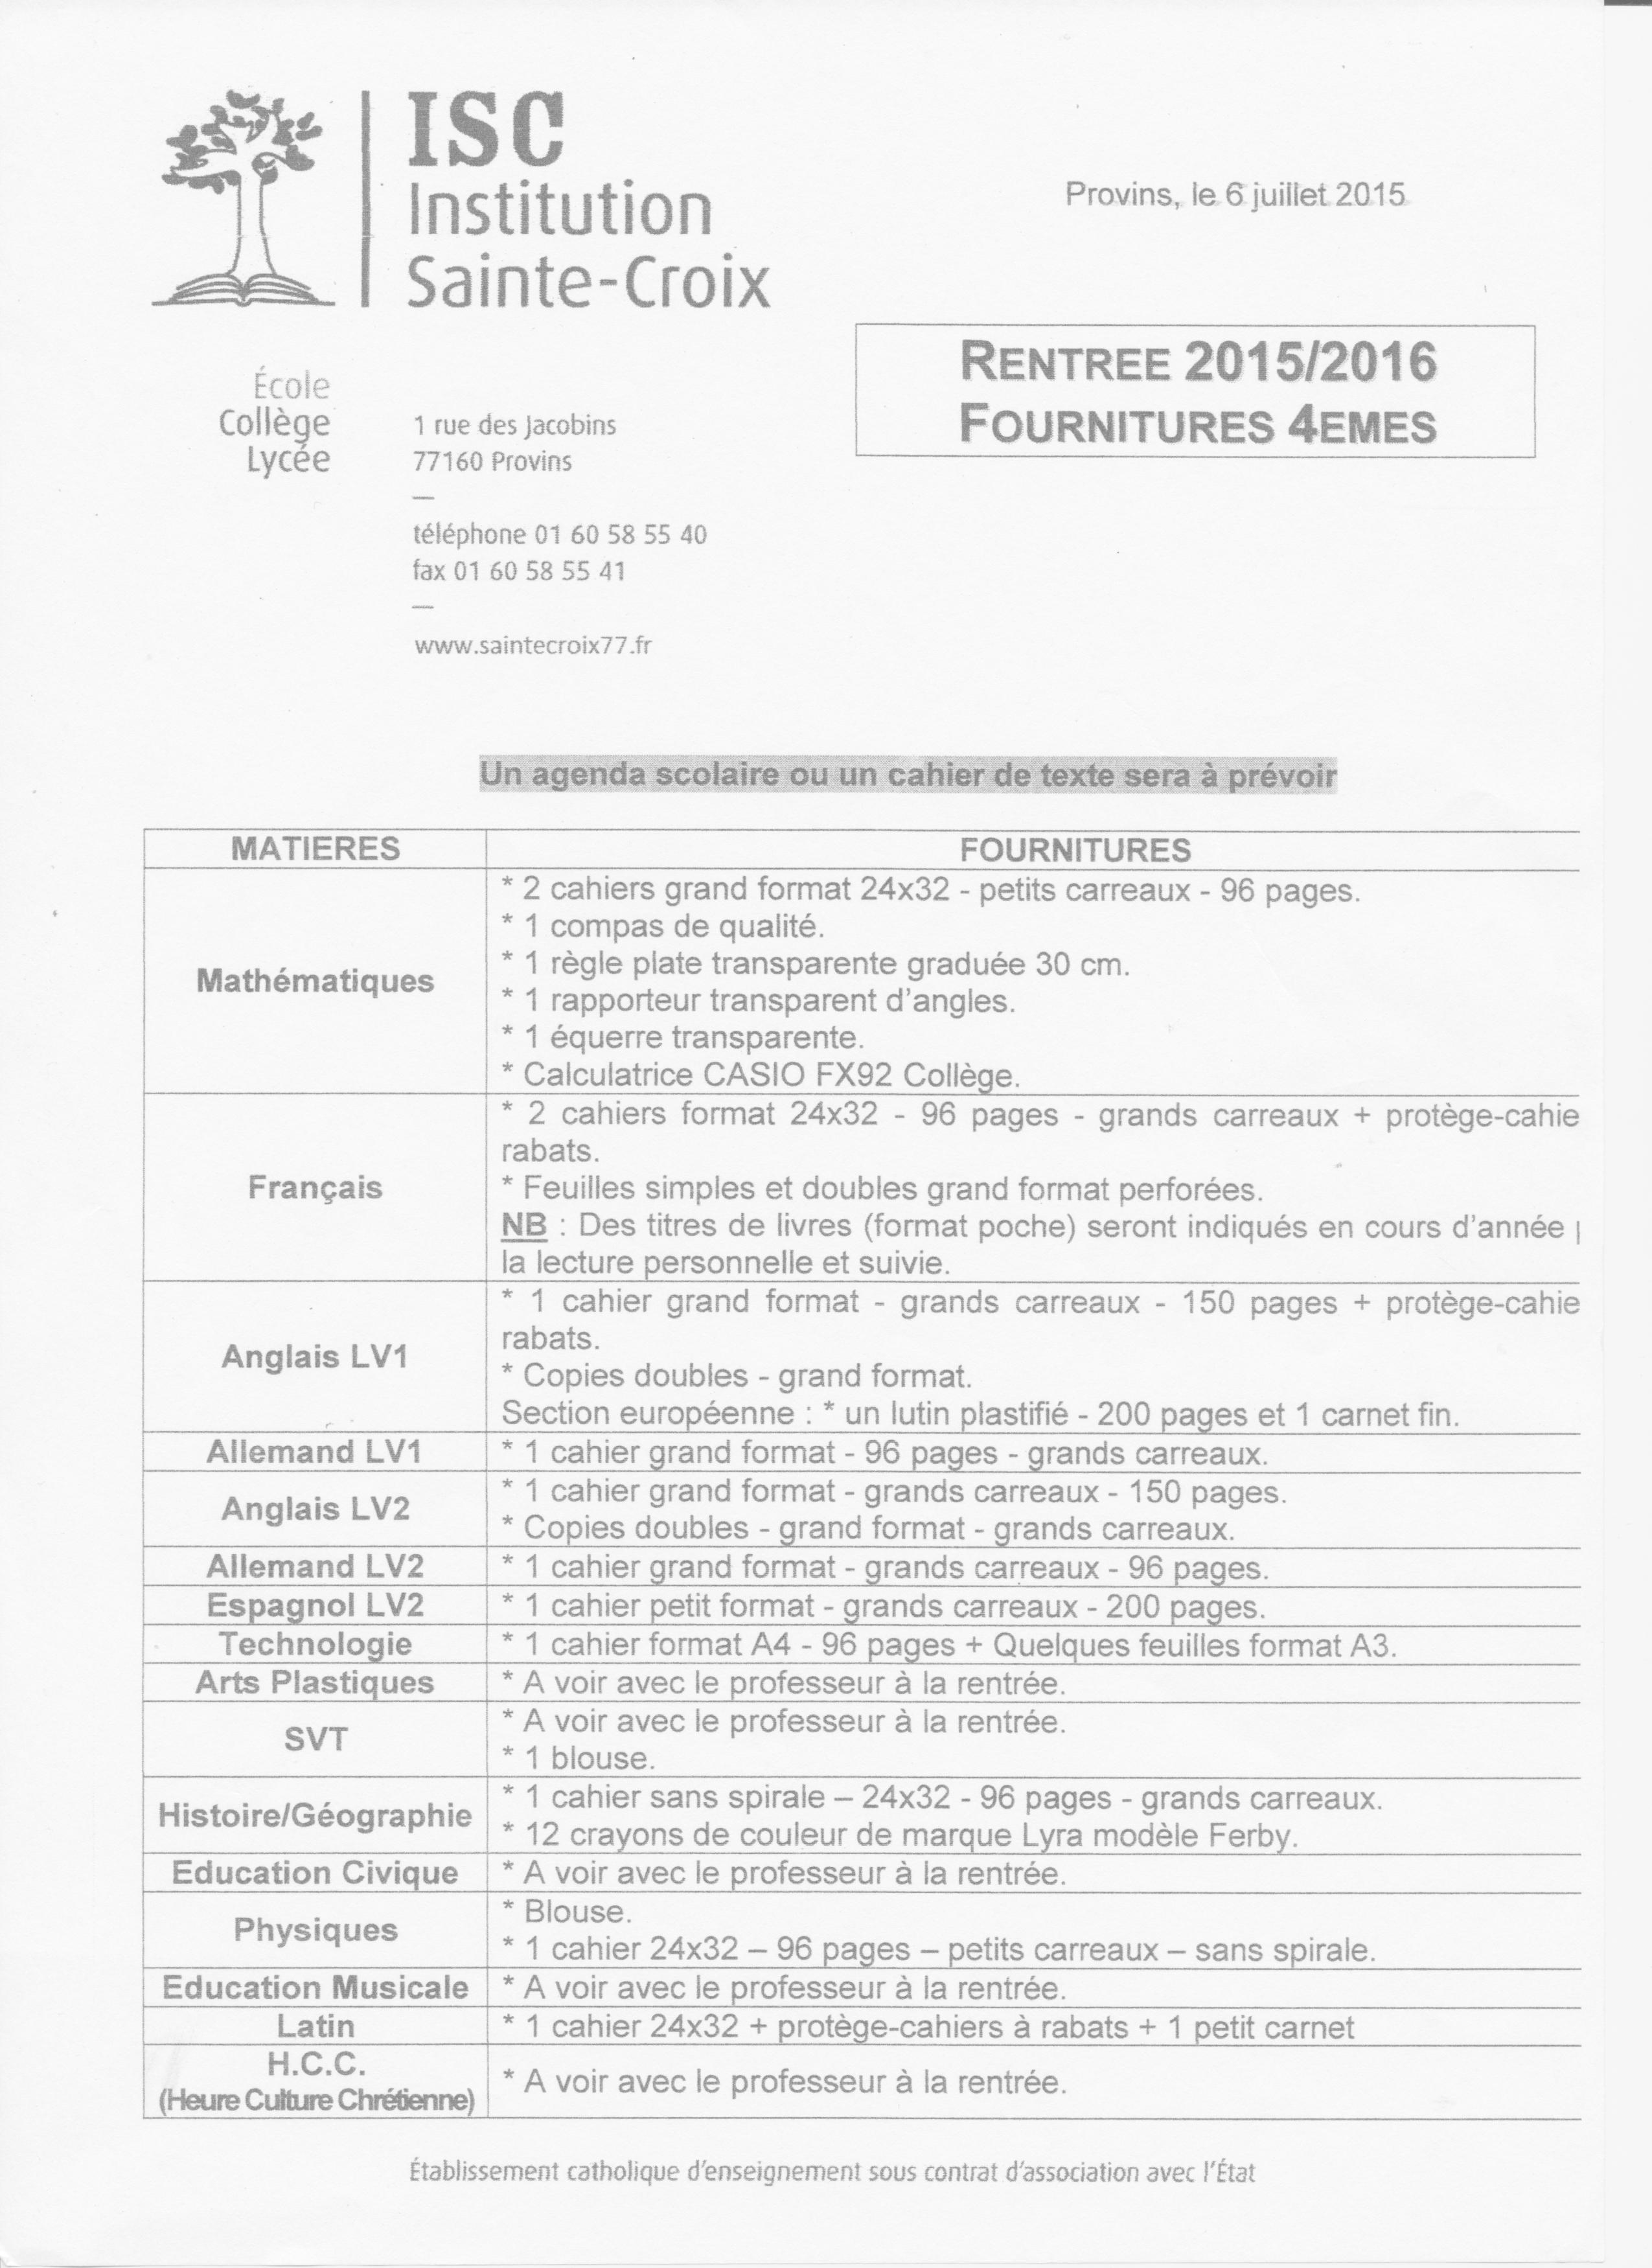 ISC
Institution
Sainte-Croix
Provins, le 6 juillet 2015
RENTREE 2015/2016
FOURNITURES 4EMES
École
Collège
Lycée
1 rue des Jacobins
77160 Provins
—
téléphone 01 60 58 55 40
fax 01 60 58 55 41
—
www.saintecroix77.fr
Un agenda scolaire ou un cahier de texte sera à prévoir
MATIERES FOURNITURES
Mathématiques
* 2 cahiers grand format 24x32 - petits carreaux - 96 pages.
* 1 compas de qualité.
* 1 règle plate transparente graduée 30 cm.
* 1 rapporteur transparent d'angles.
* 1 équerre transparente.
* Calculatrice CASIO FX92 Collège.
Français
* 2 cahiers format 24x32 - 96 pages - grands carreaux + protège-cahie
rabats.
* Feuilles simples et doubles grand format perforées.
NB : Des titres de livres (format poche) seront indiqués en cours d'année
la lecture personnelle et suivie.
Anglais LV1
* 1 cahier grand format - grands carreaux - 150 pages + protège-cahie
rabats.
* Copies doubles - grand format.
Section européenne : * un lutin plastifié - 200 pages et 1 carnet fin.
Allemand LV1 * 1 cahier grand format - 96 pages - grands carreaux.
Anglais LV2
* 1 cahier grand format - grands carreaux - 150 pages.
* Copies doubles - grand format - grands carreaux.
Allemand LV2 * 1 cahier grand format - grands carreaux - 96 pages.
Espagnol LV2 * 1 cahier petit format - grands carreaux - 200 pages.
Technologie * 1 cahier format A4 - 96 pages + Quelques feuilles format A3.
Arts Plastiques * A voir avec le professeur à la rentrée.
SVT
* A voir avec le professeur à la rentrée.
* 1 blouse.
Histoire/Géographie
* 1 cahier sans spirale – 24x32 - 96 pages - grands carreaux.
* 12 crayons de couleur de marque Lyra modèle Ferby.
Education Civique * A voir avec le professeur à la rentrée.
Physiques
* Blouse.
* 1 cahier 24x32 – 96 pages – petits carreaux – sans spirale.
Education Musicale * A voir avec le professeur à la rentrée.
Latin * 1 cahier 24x32 + protège-cahiers à rabats + 1 petit carnet
H.C.C.
(Heure Culture Chrétienne)
* A voir avec le professeur à la rentrée.
Établissement catholique d'enseignement sous contrat d'association avec l'État